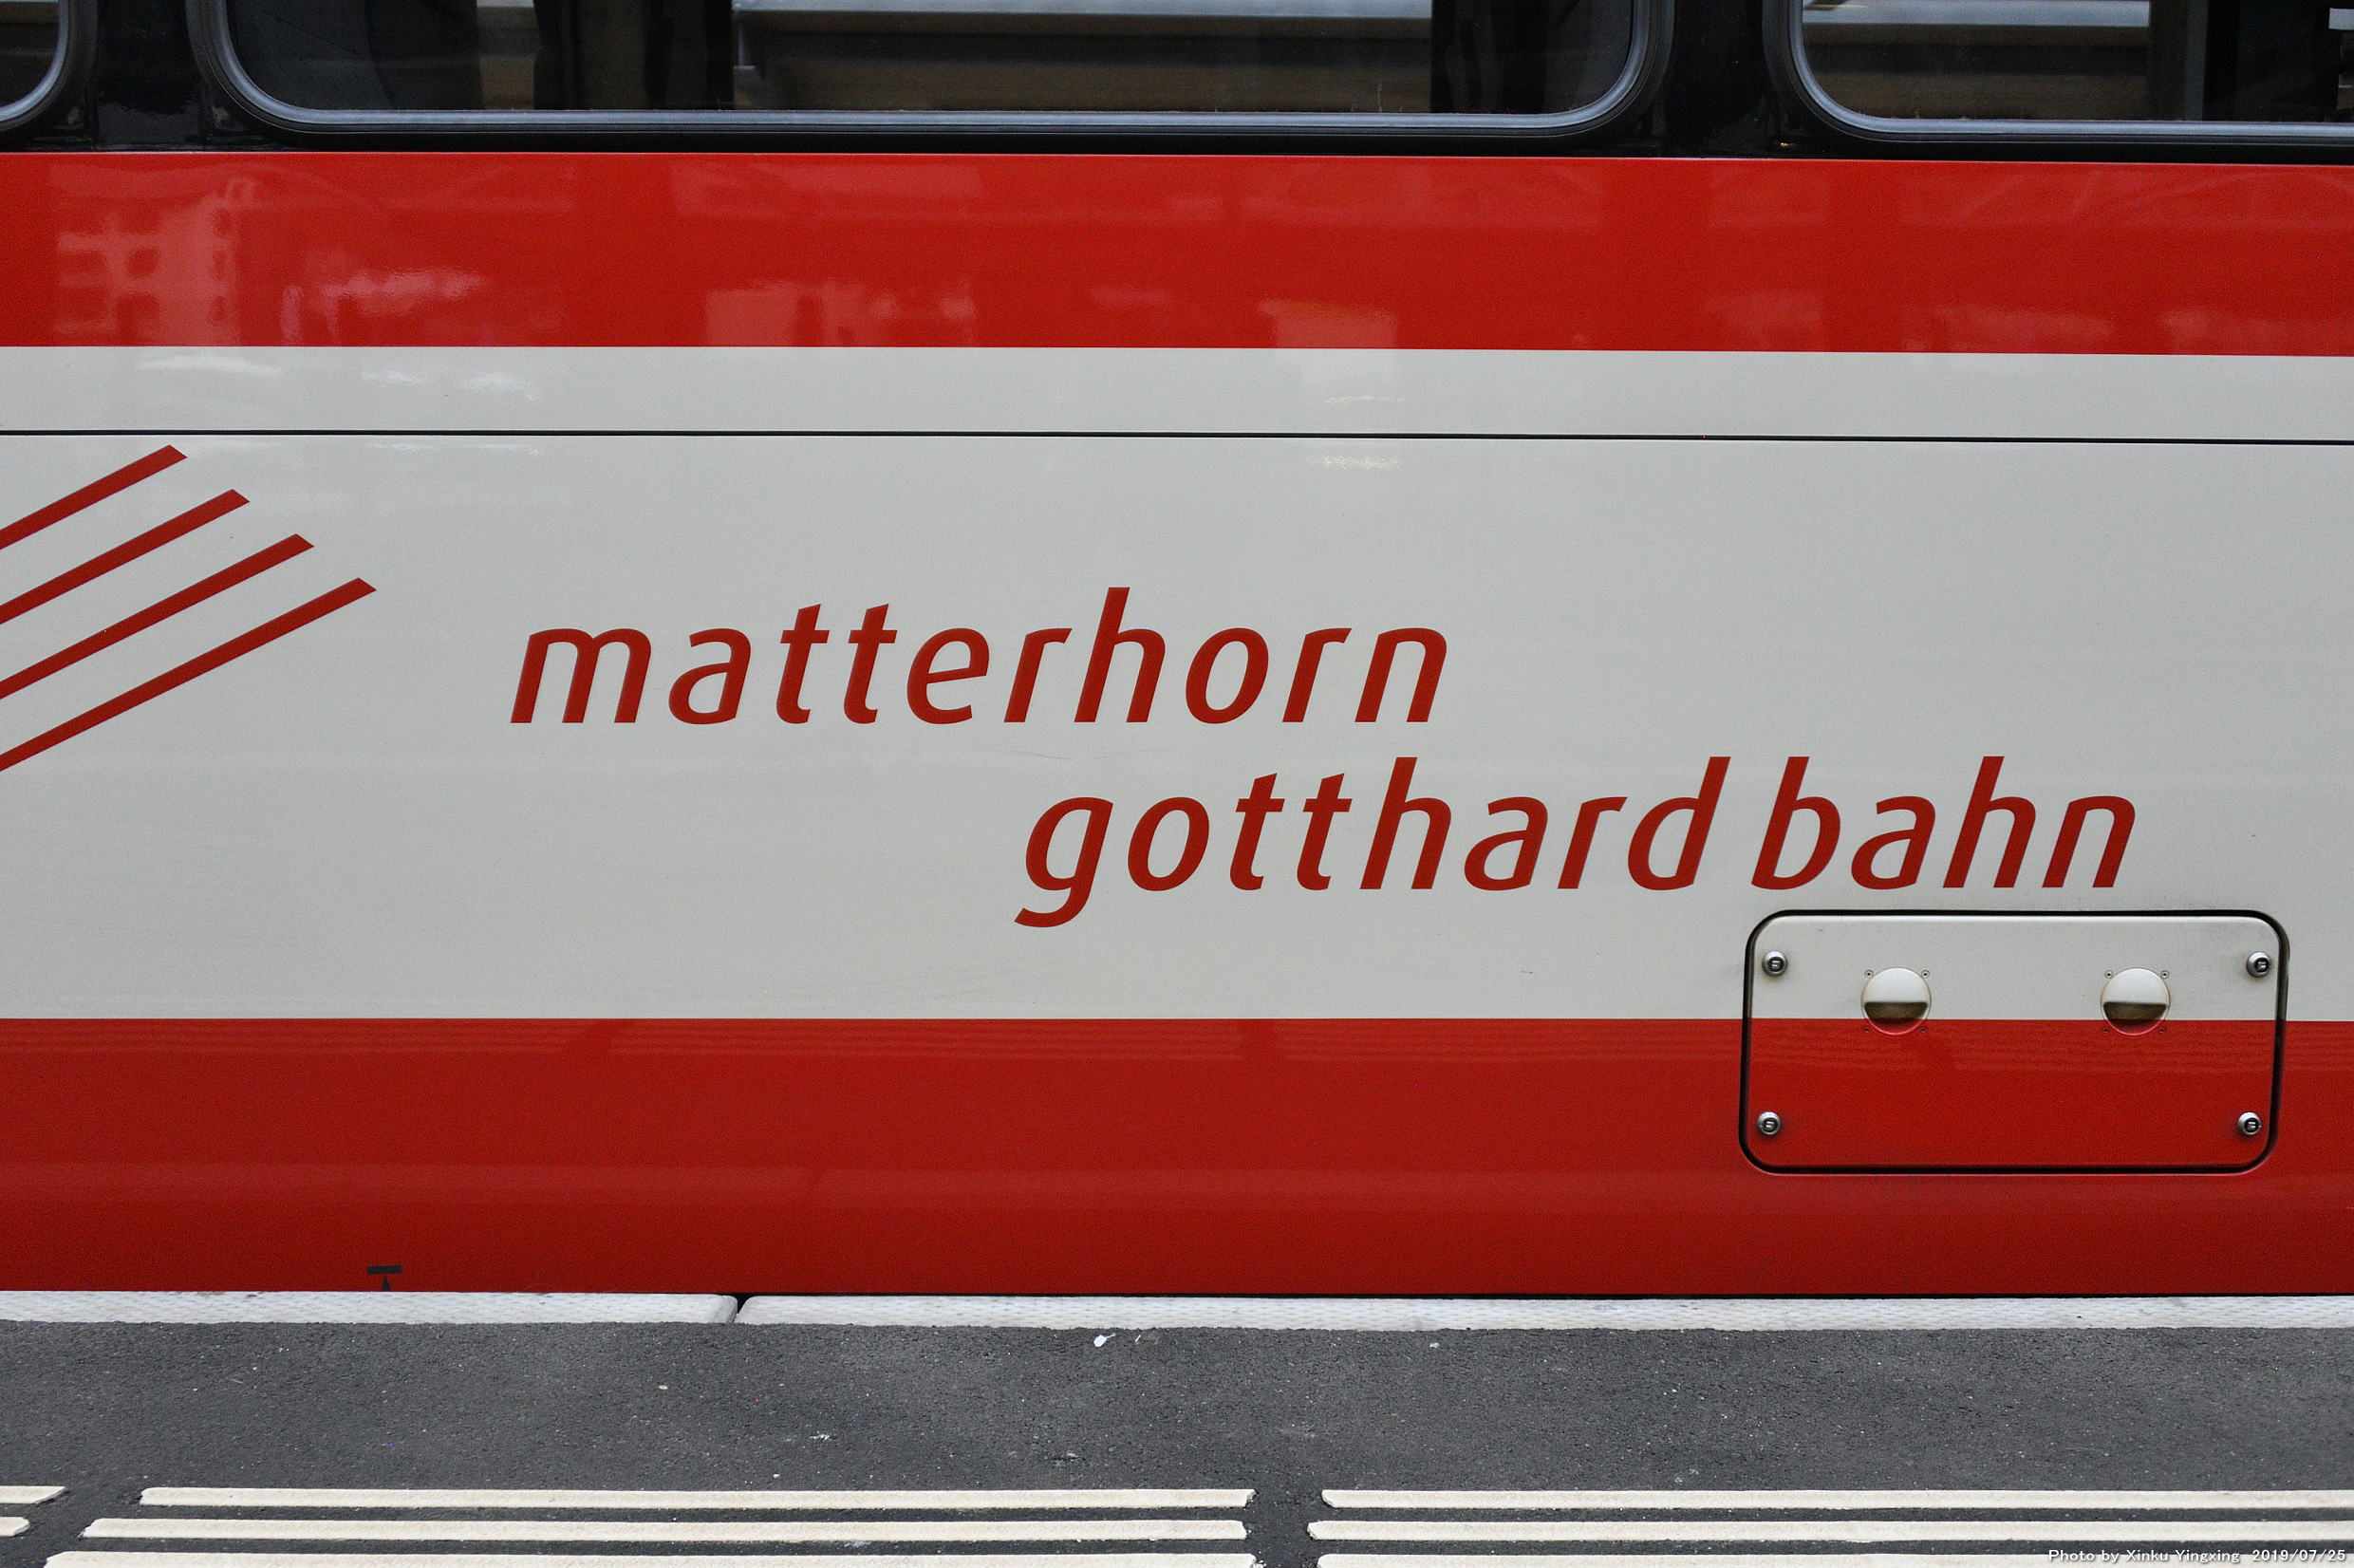 matterhorn
gotthard bahn
Photo by Xinku Yingxing 2019/07/25